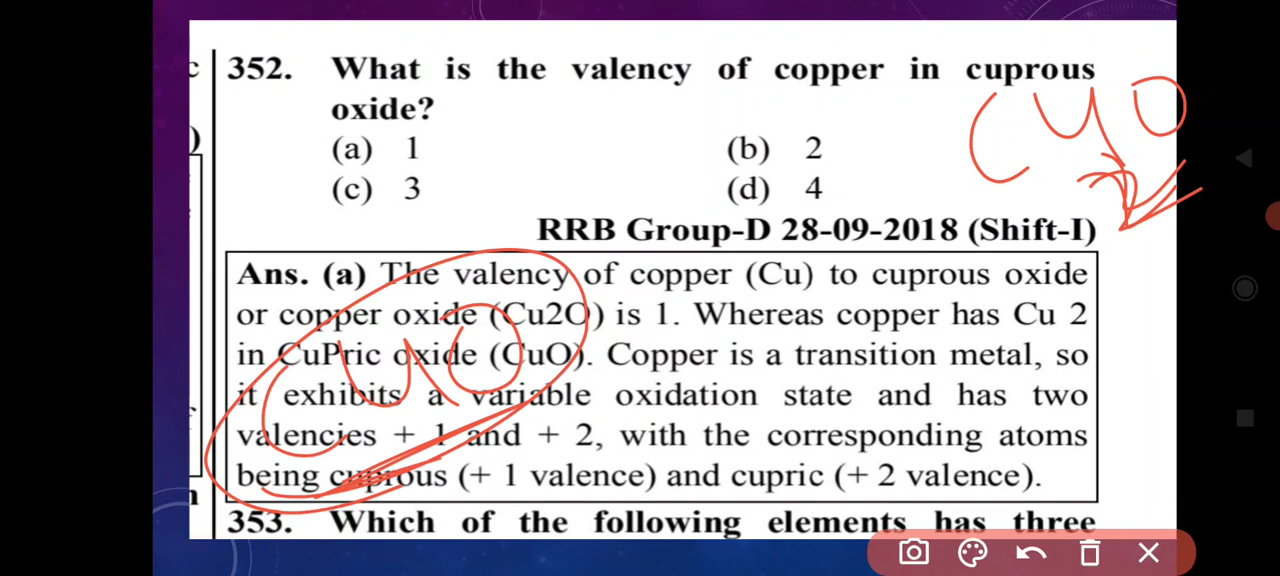 352. What is the valency of copper in cuprous
oxide?
(a) 1 (b) 2
(c) 3 (d) 4
RRB Group-D 28-09-2018 (Shift-I)
Ans. (a) The valency of copper (Cu) to cuprous oxide
or copper oxide (Cu2O) is 1. Whereas copper has Cu 2
in CuPric oxide (CuO). Copper is a transition metal, so
it exhibits a variable oxidation state and has two
valencies + 1 and + 2, with the corresponding atoms
being cuprous (+ 1 valence) and cupric (+ 2 valence).
353. Which of the following elements has three
CuO
CuO